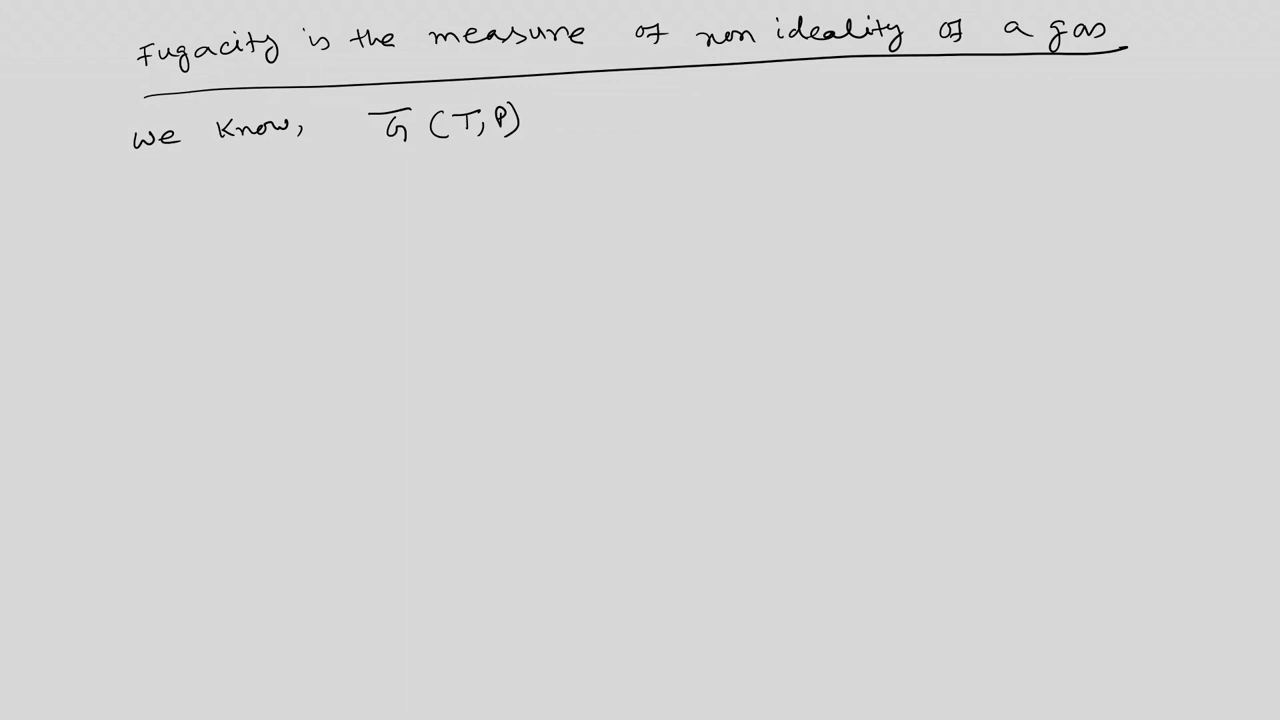 Fugacity is the measure of non ideality of a gas
we know, G̅ (T, P)